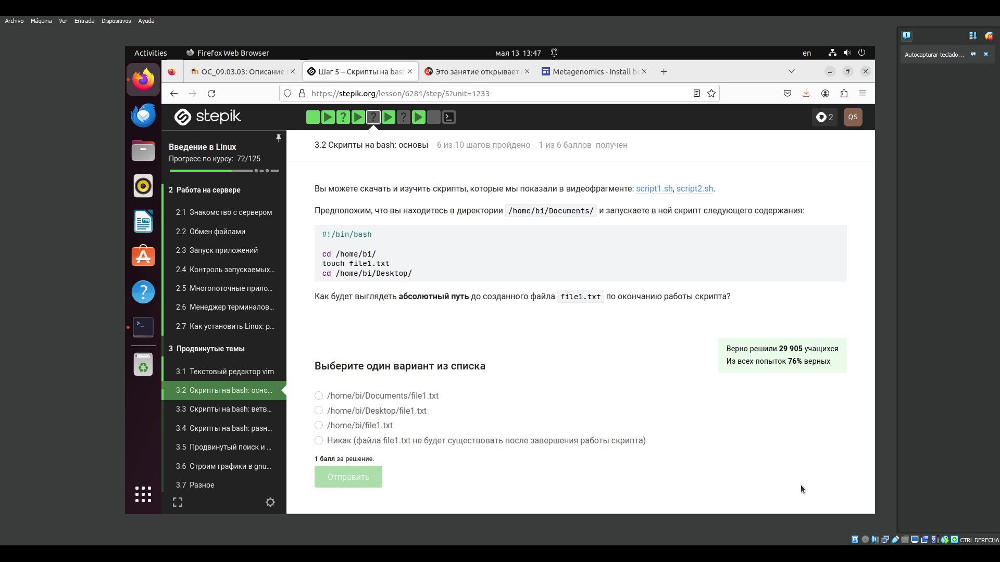 Archivo Máquina Ver Entrada Dispositivos Ayuda
Autocapturar teclado...
Activities Firefox Web Browser мая 13 13:47 en
ОС_09.03.03: Описание Шаг 5 – Скрипты на bash Это занятие открывает Metagenomics - Install bo
https://stepik.org/lesson/6281/step/5?unit=1233
stepik 2 QS
Введение в Linux
Прогресс по курсу: 72/125
2 Работа на сервере
2.1 Знакомство с сервером
2.2 Обмен файлами
2.3 Запуск приложений
2.4 Контроль запускаемых...
2.5 Многопоточные прило...
2.6 Менеджер терминалов...
2.7 Как установить Linux: р...
3 Продвинутые темы
3.1 Текстовый редактор vim
3.2 Скрипты на bash: осно...
3.3 Скрипты на bash: ветв...
3.4 Скрипты на bash: разн...
3.5 Продвинутый поиск и ...
3.6 Строим графики в gnu...
3.7 Разное
3.2 Скрипты на bash: основы 6 из 10 шагов пройдено 1 из 6 баллов получен
Вы можете скачать и изучить скрипты, которые мы показали в видеофрагменте: script1.sh, script2.sh.
Предположим, что вы находитесь в директории /home/bi/Documents/ и запускаете в ней скрипт следующего содержания:
#!/bin/bash
cd /home/bi/
touch file1.txt
cd /home/bi/Desktop/
Как будет выглядеть абсолютный путь до созданного файла file1.txt по окончанию работы скрипта?
Верно решили 29 905 учащихся
Из всех попыток 76% верных
Выберите один вариант из списка
/home/bi/Documents/file1.txt
/home/bi/Desktop/file1.txt
/home/bi/file1.txt
Никак (файла file1.txt не будет существовать после завершения работы скрипта)
1 балл за решение.
Отправить
CTRL DERECHA